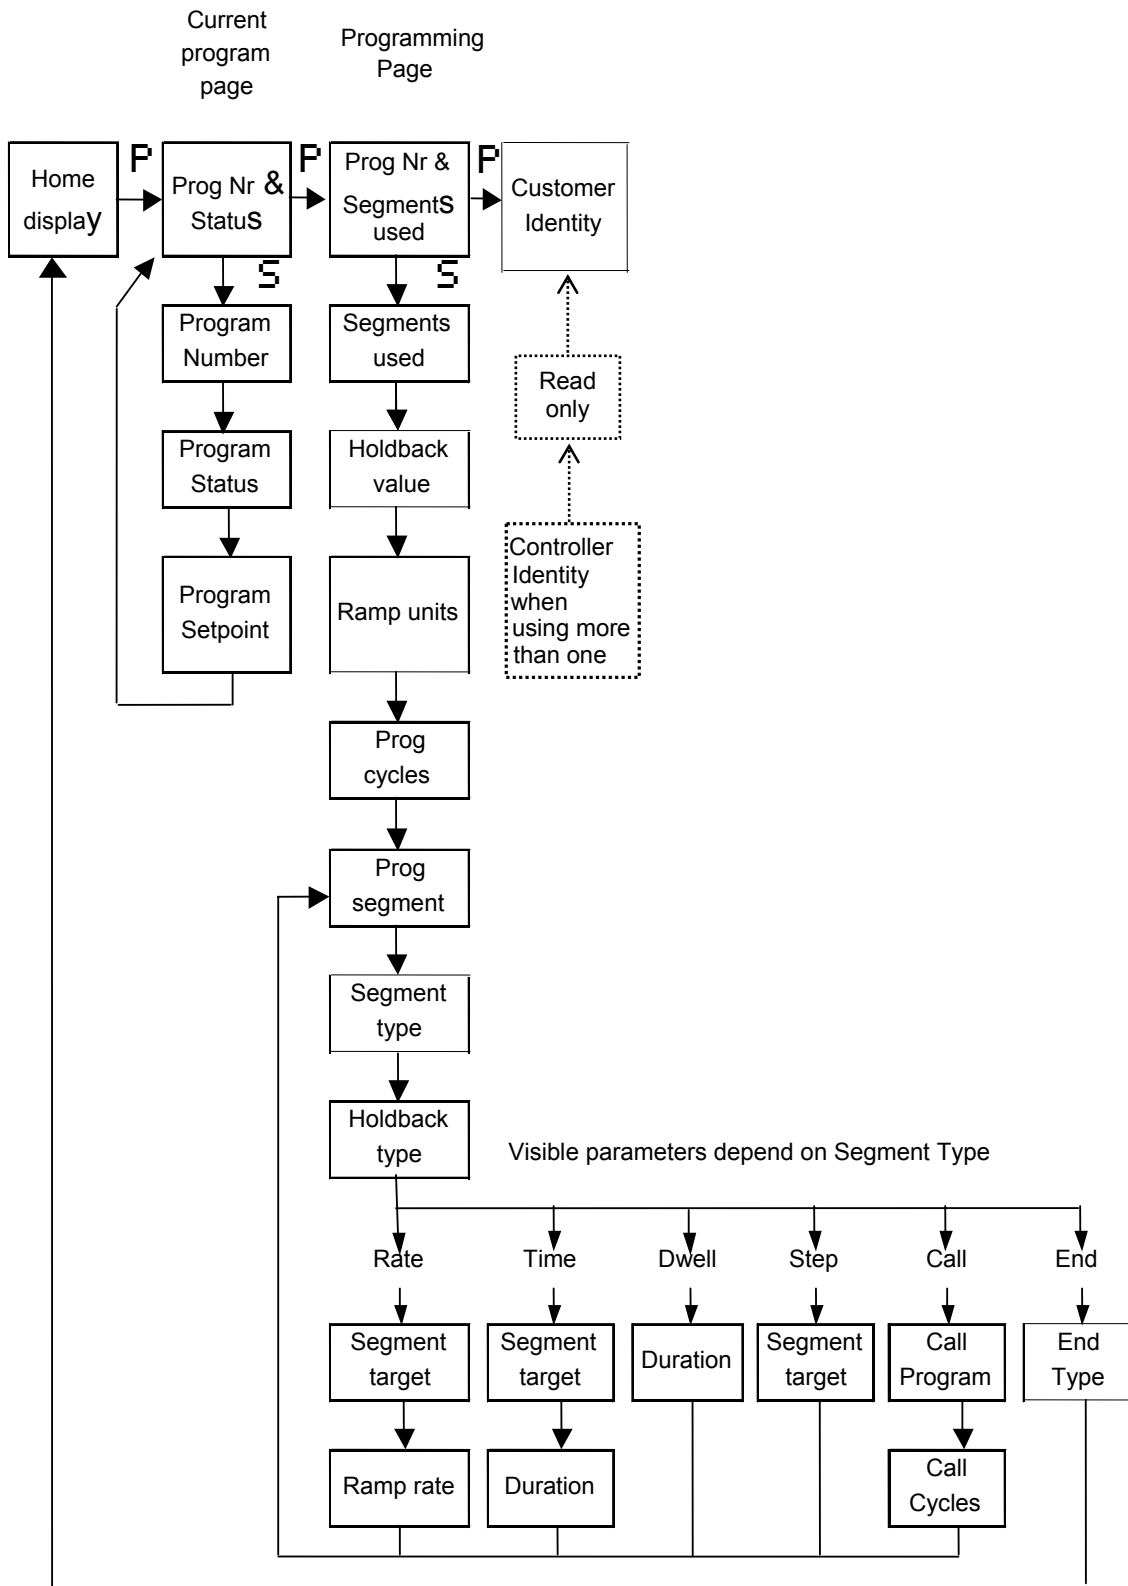 Current
program
page
Programming
Page
Home
display
P
Prog Nr &
Status
P
Prog Nr &
Segments
used
P
Customer
Identity
S
S
Program
Number
Segments
used
Read
only
Program
Status
Holdback
value
Controller
Identity
when
using more
than one
Program
Setpoint
Ramp units
Prog
cycles
Prog
segment
Segment
type
Holdback
type
Visible parameters depend on Segment Type
Rate
Time
Dwell
Step
Call
End
Segment
target
Segment
target
Duration
Segment
target
Call
Program
End
Type
Ramp rate
Duration
Call
Cycles